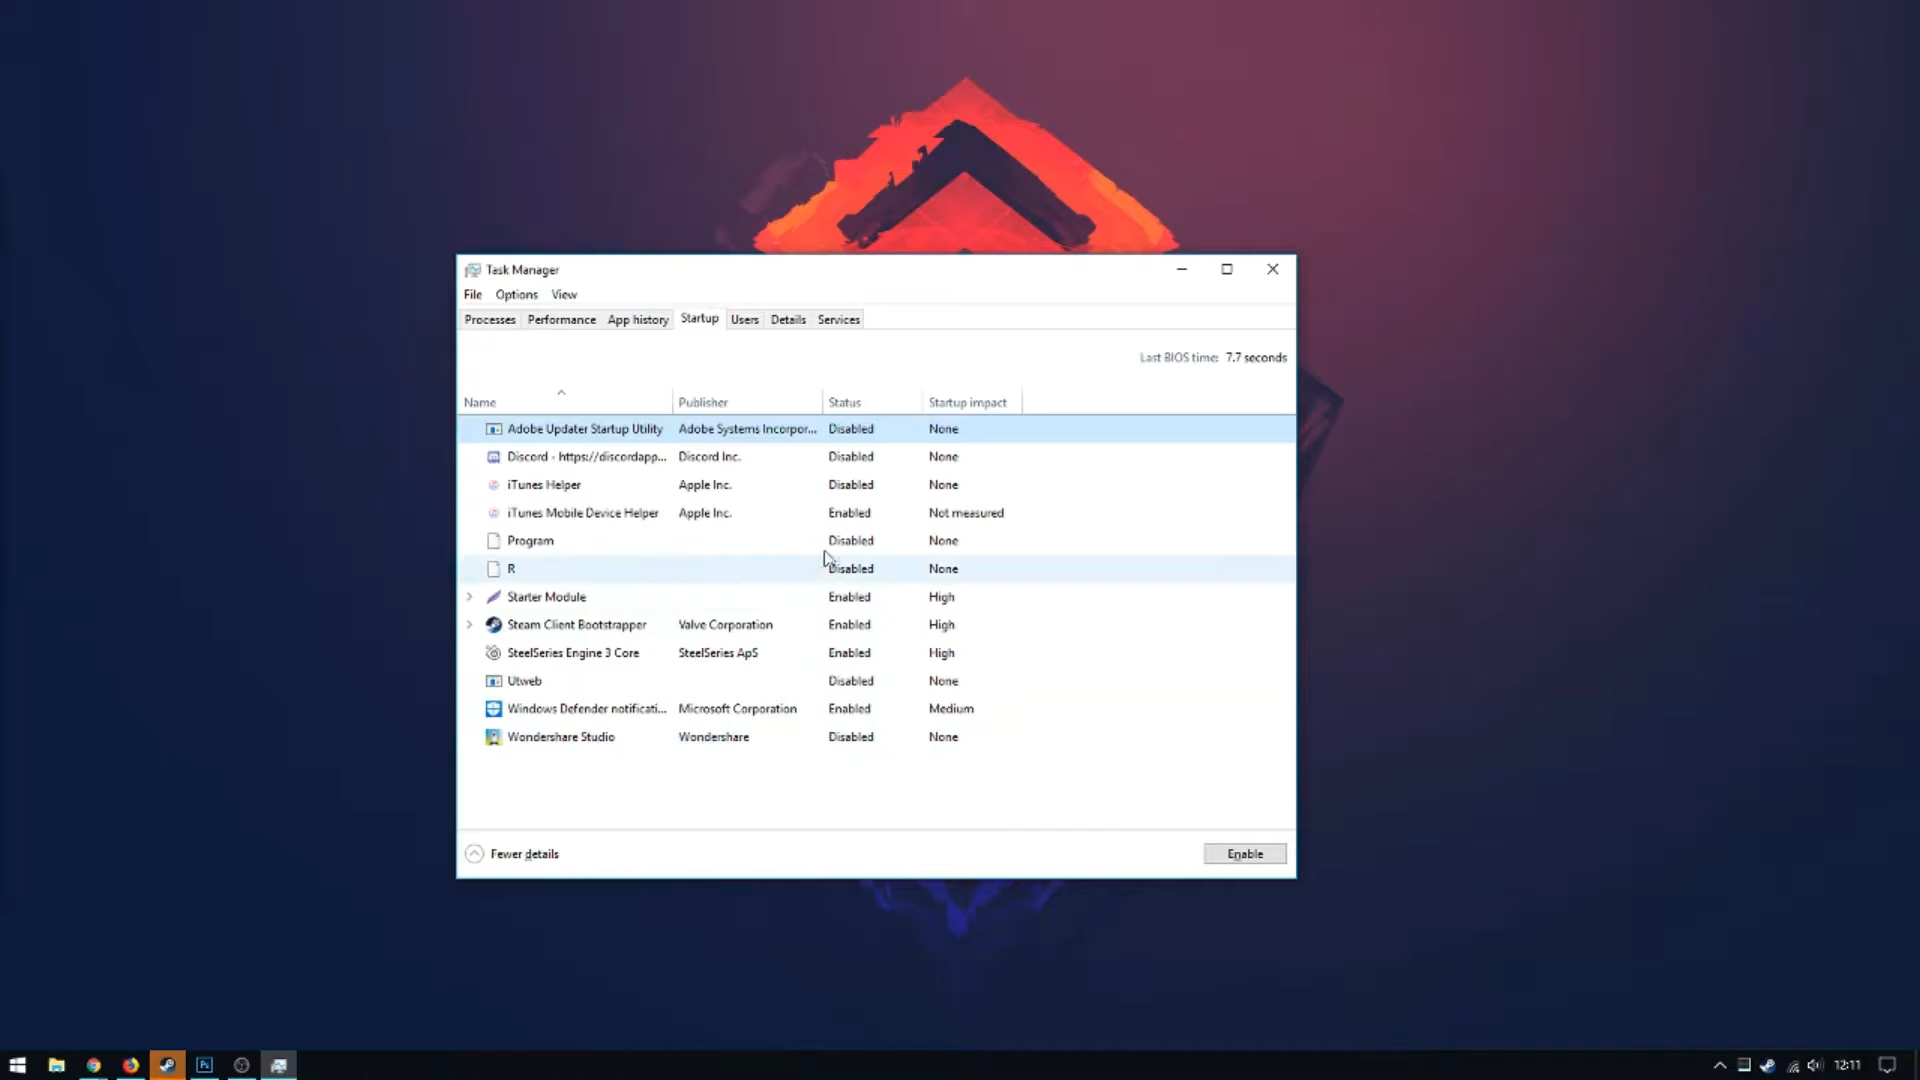 Task Manager
File Options View
Processes Performance App history Startup Users Details Services
Last BIOS time: 7.7 seconds
Name Publisher Status Startup impact
Adobe Updater Startup Utility Adobe Systems Incorpor... Disabled None
Discord - https://discordapp... Discord Inc. Disabled None
iTunes Helper Apple Inc. Disabled None
iTunes Mobile Device Helper Apple Inc. Enabled Not measured
Program Disabled None
R Disabled None
Starter Module Enabled High
Steam Client Bootstrapper Valve Corporation Enabled High
SteelSeries Engine 3 Core SteelSeries ApS Enabled High
Utweb Disabled None
Windows Defender notificati... Microsoft Corporation Enabled Medium
Wondershare Studio Wondershare Disabled None
Fewer details Enable
Ps 12:11